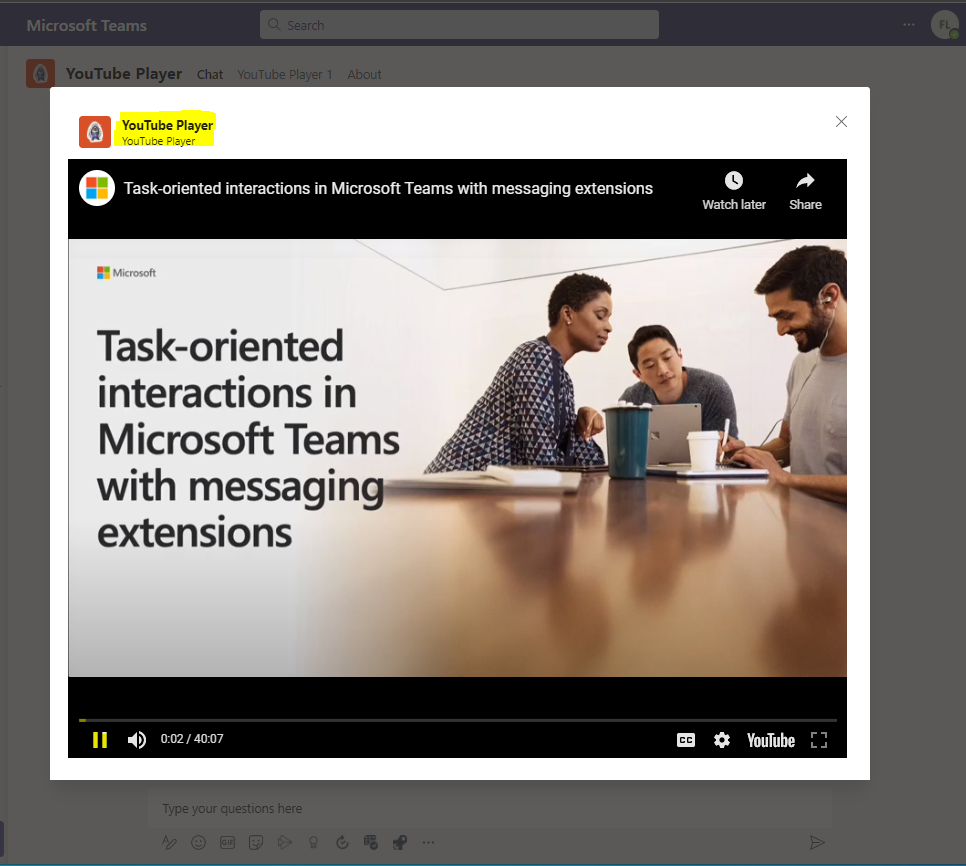 Microsoft Teams
Search
FL
YouTube Player Chat YouTube Player 1 About
YouTube Player
YouTube Player
Task-oriented interactions in Microsoft Teams with messaging extensions
Watch later
Share
Microsoft
Task-oriented
interactions in
Microsoft Teams
with messaging
extensions
0:02 / 40:07
CC
YouTube
Type your questions here
GIF